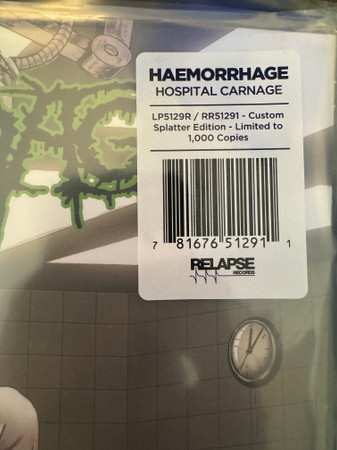 HAEMORRHAGE
HOSPITAL CARNAGE
LP5129R / RR51291 - Custom
Splatter Edition - Limited to
1,000 Copies
7 81676 51291 1
RELAPSE
RECORDS